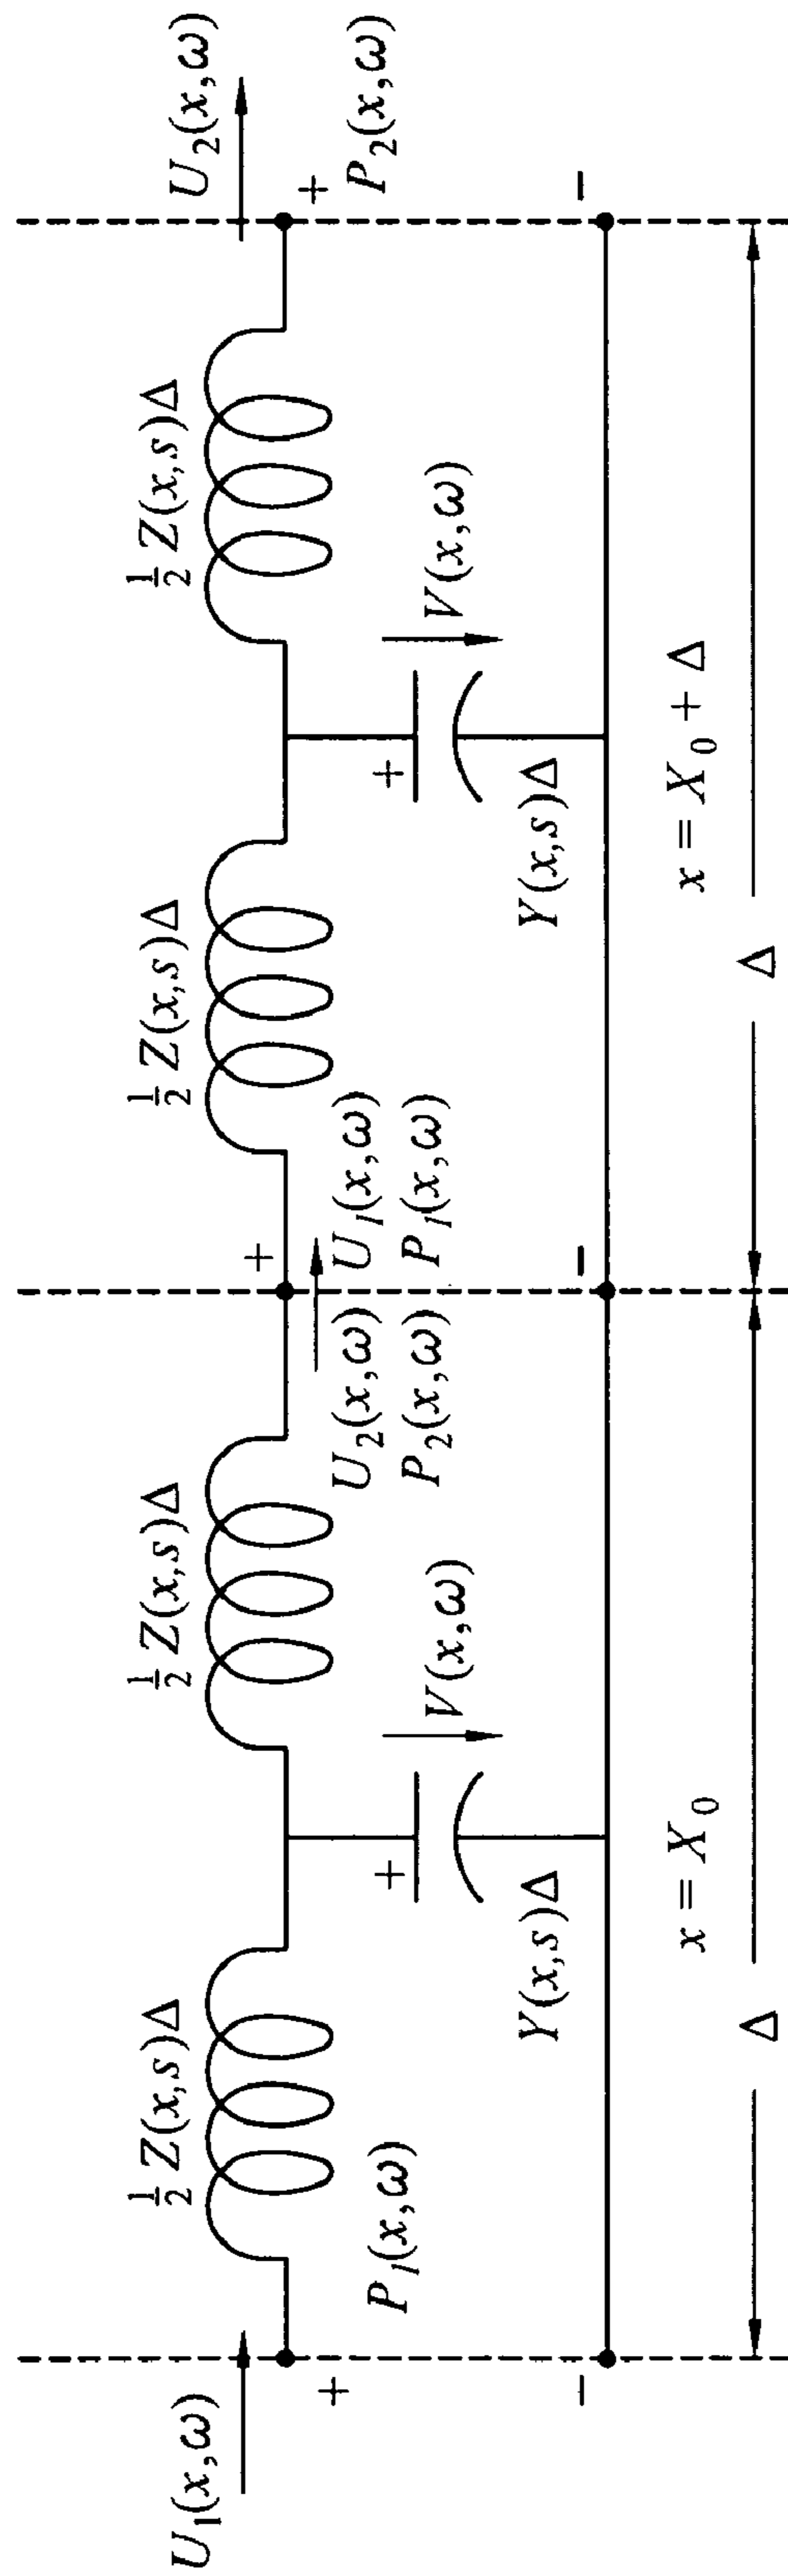 U₁(x,ω)
+
−
P₁(x,ω)
½ Z(x,s)Δ
+
Y(x,s)Δ
V(x,ω)
½ Z(x,s)Δ
U₂(x,ω)
P₂(x,ω)
x = X₀
Δ
+
−
U₁(x,ω)
P₁(x,ω)
½ Z(x,s)Δ
+
Y(x,s)Δ
V(x,ω)
½ Z(x,s)Δ
x = X₀ + Δ
Δ
U₂(x,ω)
+
P₂(x,ω)
−